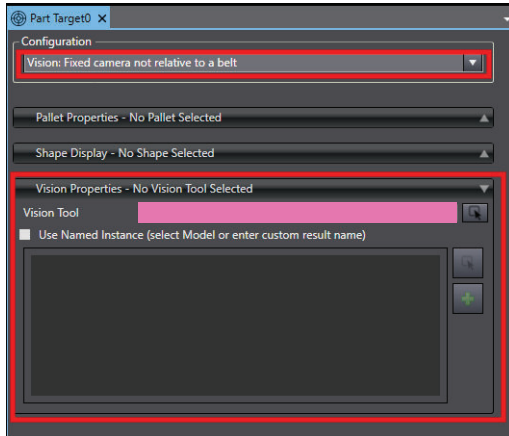 Part Target0
Configuration
Vision: Fixed camera not relative to a belt
Pallet Properties - No Pallet Selected
Shape Display - No Shape Selected
Vision Properties - No Vision Tool Selected
Vision Tool
Use Named Instance (select Model or enter custom result name)